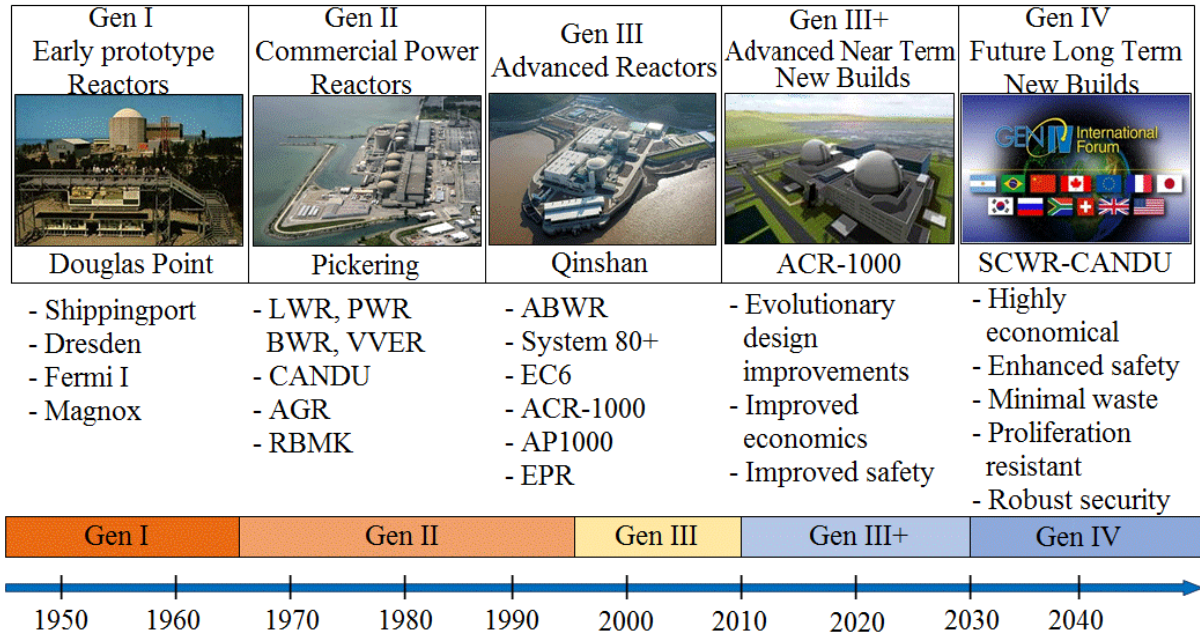 Gen I
Early prototype
Reactors
Gen II
Commercial Power
Reactors
Gen III
Advanced Reactors
Gen III+
Advanced Near Term
New Builds
Gen IV
Future Long Term
New Builds
GEN IV International
Forum
Douglas Point
Pickering
Qinshan
ACR-1000
SCWR-CANDU
- Shippingport
- Dresden
- Fermi I
- Magnox
- LWR, PWR
BWR, VVER
- CANDU
- AGR
- RBMK
- ABWR
- System 80+
- EC6
- ACR-1000
- AP1000
- EPR
- Evolutionary
design
improvements
- Improved
economics
- Improved safety
- Highly
economical
- Enhanced safety
- Minimal waste
- Proliferation
resistant
- Robust security
Gen I
Gen II
Gen III
Gen III+
Gen IV
1950
1960
1970
1980
1990
2000
2010
2020
2030
2040